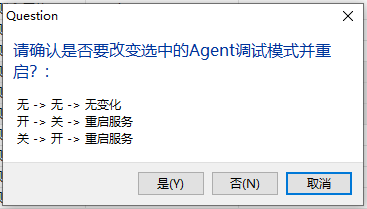 Question
请确认是否要改变选中的Agent调试模式并重
启？:
无 -> 无 -> 无变化
开 -> 关 -> 重启服务
关 -> 开 -> 重启服务
是(Y)
否(N)
取消